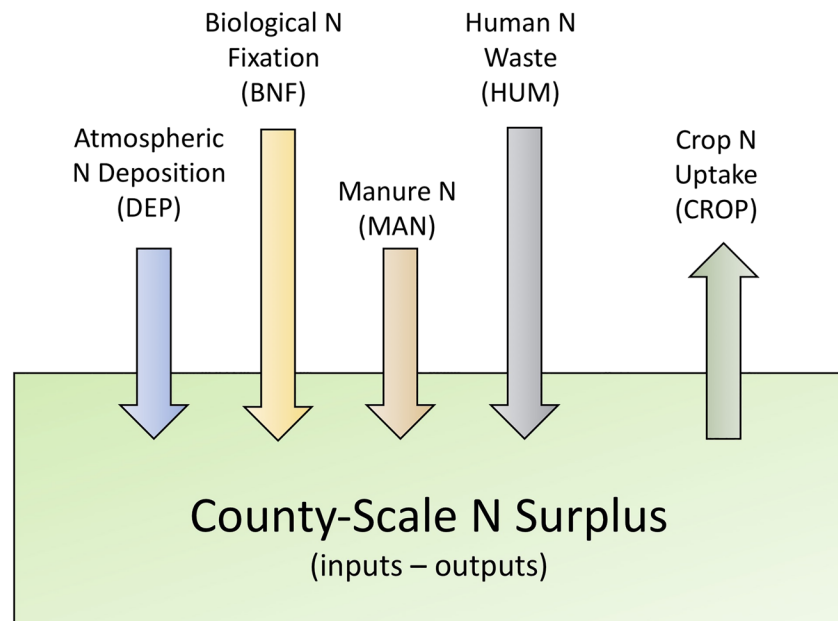 Biological N
Fixation
(BNF)
Human N
Waste
(HUM)
Atmospheric
N Deposition
(DEP)
Manure N
(MAN)
Crop N
Uptake
(CROP)
County-Scale N Surplus
(inputs – outputs)